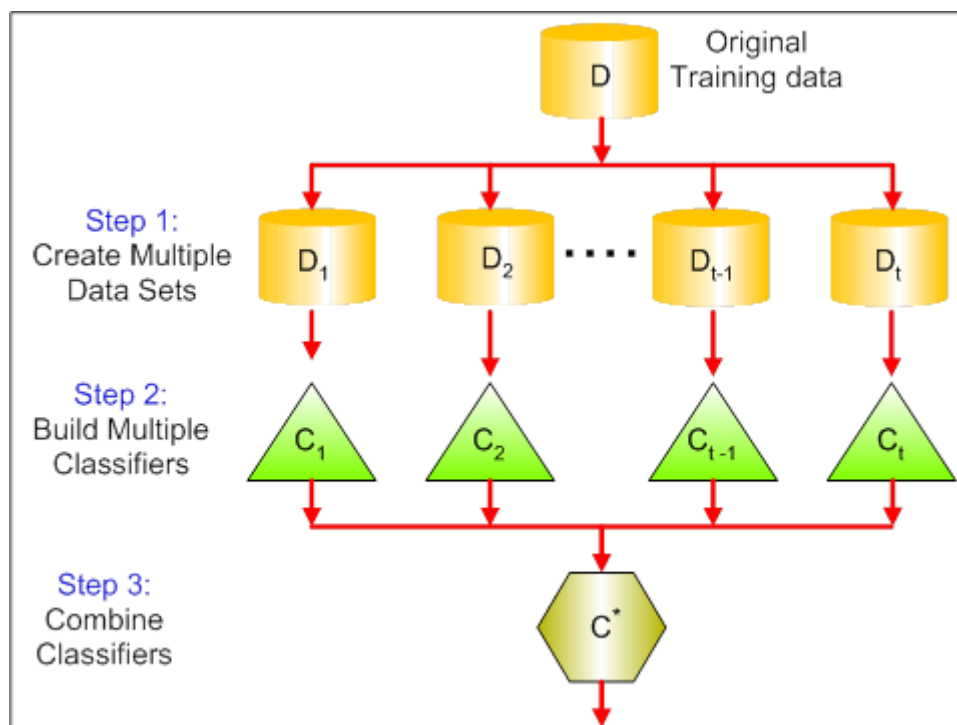 Original
Training data
D
Step 1:
Create Multiple
Data Sets
D₁
D₂
....
Dₜ₋₁
Dₜ
Step 2:
Build Multiple
Classifiers
C₁
C₂
Cₜ₋₁
Cₜ
Step 3:
Combine
Classifiers
C*